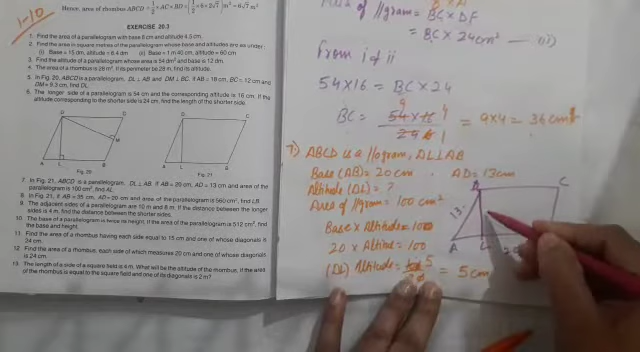 1-10
Hence, area of rhombus ABCD = 1/2 × AC × BD =
EXERCISE 20.3
1. Find the area of a parallelogram with base 6 cm and altitude 4.5 cm.
2. Find the area in square metres of the parallelogram whose base and altitudes are as under:
(i) Base = 15 cm, altitude = 6.4 cm (ii) Base = 1 m 40 cm, altitude = 60 cm
3. Find the altitude of a parallelogram whose area is 54 dm² and base is 12 dm.
4. The area of a rhombus is 28 m². If its perimeter be 28 m, find its altitude.
5. In Fig. 20, ABCD is a parallelogram, DL ⊥ AB and DM ⊥ BC. If AB = 18 cm, BC = 12 cm and DM = 9.3 cm, find DL.
6. The longer side of a parallelogram is 54 cm and the corresponding altitude is 16 cm. If the altitude corresponding to the shorter side is 24 cm, find the length of the shorter side.
Fig. 20
Fig. 21
7. In Fig. 21, ABCD is a parallelogram, DL ⊥ AB. If AB = 20 cm, AD = 13 cm and area of the parallelogram is 100 cm², find AL.
8. In Fig. 21, if AB = 35 cm, AD = 20 cm and area of the parallelogram is 560 cm², find LB
9. The adjacent sides of a parallelogram are 10 m and 8 m. If the distance between the longer sides is 4 m, find the distance between the shorter sides.
10. The base of a parallelogram is twice its height. If the area of the parallelogram is 512 cm², find the base and height.
11. Find the area of a rhombus having each side equal to 15 cm and one of whose diagonals is 24 cm.
12. Find the area of a rhombus, each side of which measures 20 cm and one of whose diagonals is 24 cm.
13. The length of a side of a square field is 4 m. What will be the altitude of the rhombus, if the area of the rhombus is equal to the square field and one of its diagonals is 2 m?
of //gram = BC × DF
= BC × 24 cm² — (ii)
from i of ii
54 × 16 = BC × 24
BC = 54 × 16 / 24 = 9 × 4 = 36 cm
7) ABCD is a //gram, DL ⊥ AB
Base (AB) = 20 cm . AD = 13 cm
Altitude (DL) = ?
Area of //gram = 100 cm²
Base × Altitude = 100
20 × Altitud = 100
(DL) Altitude = 5 = 5 cm
C
13
A
L
20